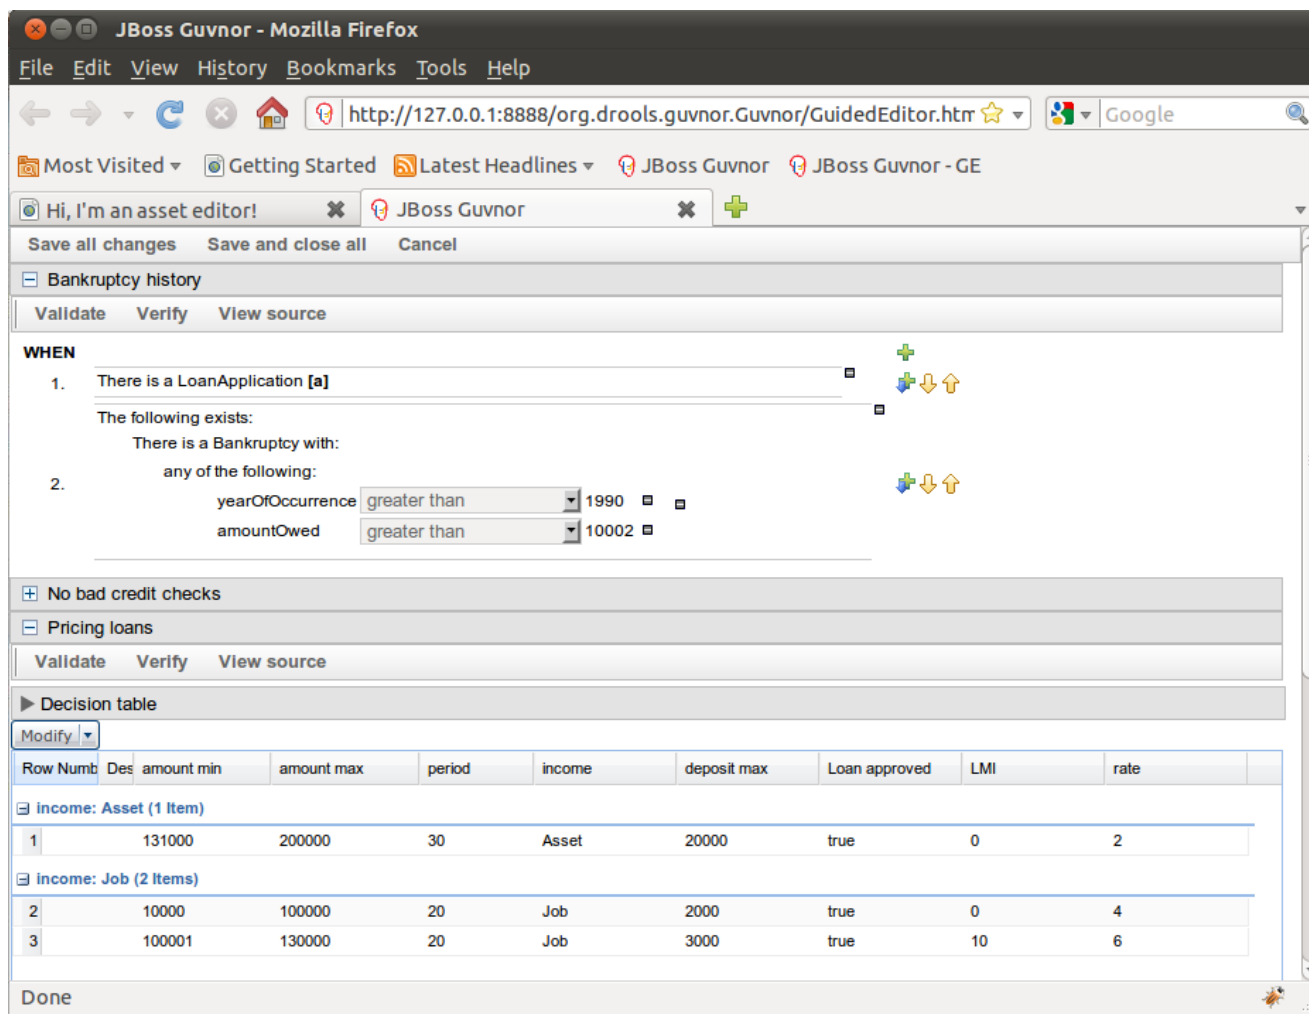 JBoss Guvnor - Mozilla Firefox
File Edit View History Bookmarks Tools Help
http://127.0.0.1:8888/org.drools.guvnor.Guvnor/GuidedEditor.htm Google
Most Visited Getting Started Latest Headlines JBoss Guvnor JBoss Guvnor - GE
Hi, I'm an asset editor! JBoss Guvnor
Save all changes Save and close all Cancel
Bankruptcy history
Validate Verify View source
WHEN
1. There is a LoanApplication [a]
The following exists:
There is a Bankruptcy with:
any of the following:
2.
yearOfOccurrence greater than 1990
amountOwed greater than 10002
No bad credit checks
Pricing loans
Validate Verify View source
Decision table
Modify
Row Numb Des amount min amount max period income deposit max Loan approved LMI rate
income: Asset (1 Item)
1 131000 200000 30 Asset 20000 true 0 2
income: Job (2 Items)
2 10000 100000 20 Job 2000 true 0 4
3 100001 130000 20 Job 3000 true 10 6
Done